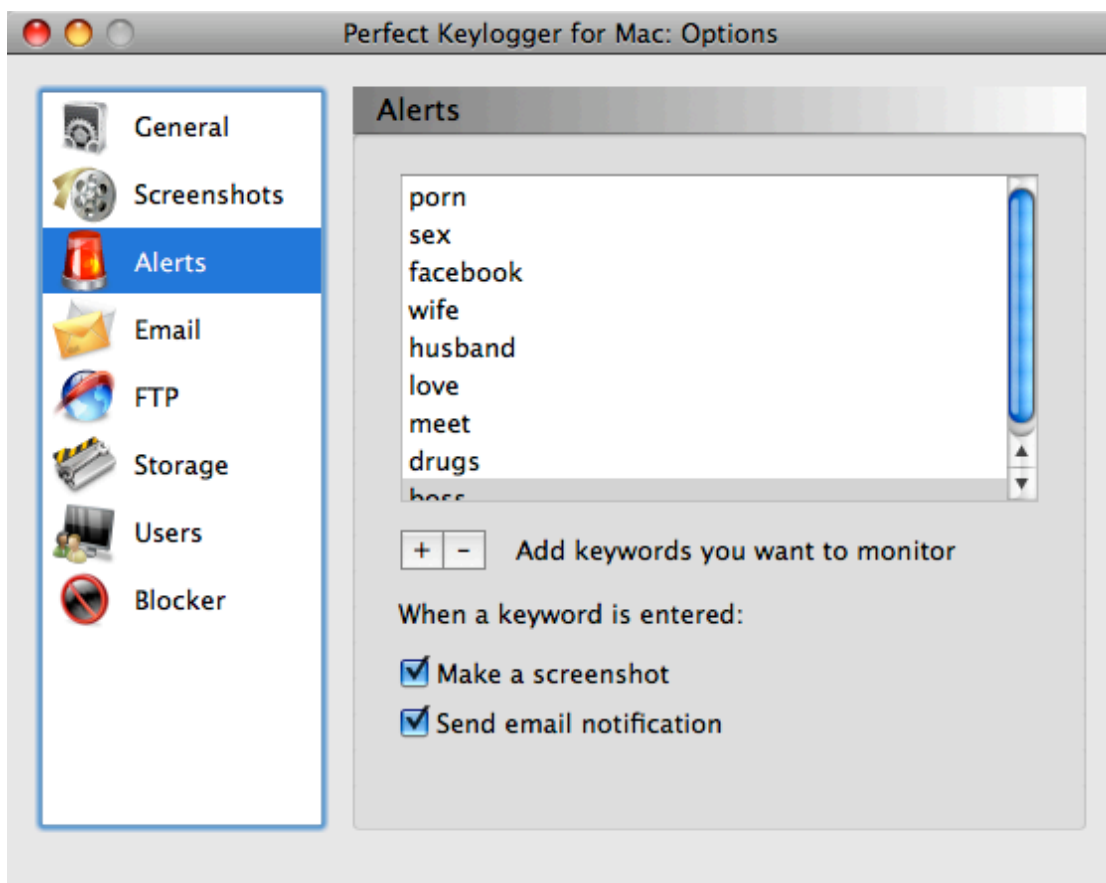 Perfect Keylogger for Mac: Options
General
Screenshots
Alerts
Email
FTP
Storage
Users
Blocker
Alerts
porn
sex
facebook
wife
husband
love
meet
drugs
boss
+ - Add keywords you want to monitor
When a keyword is entered:
Make a screenshot
Send email notification